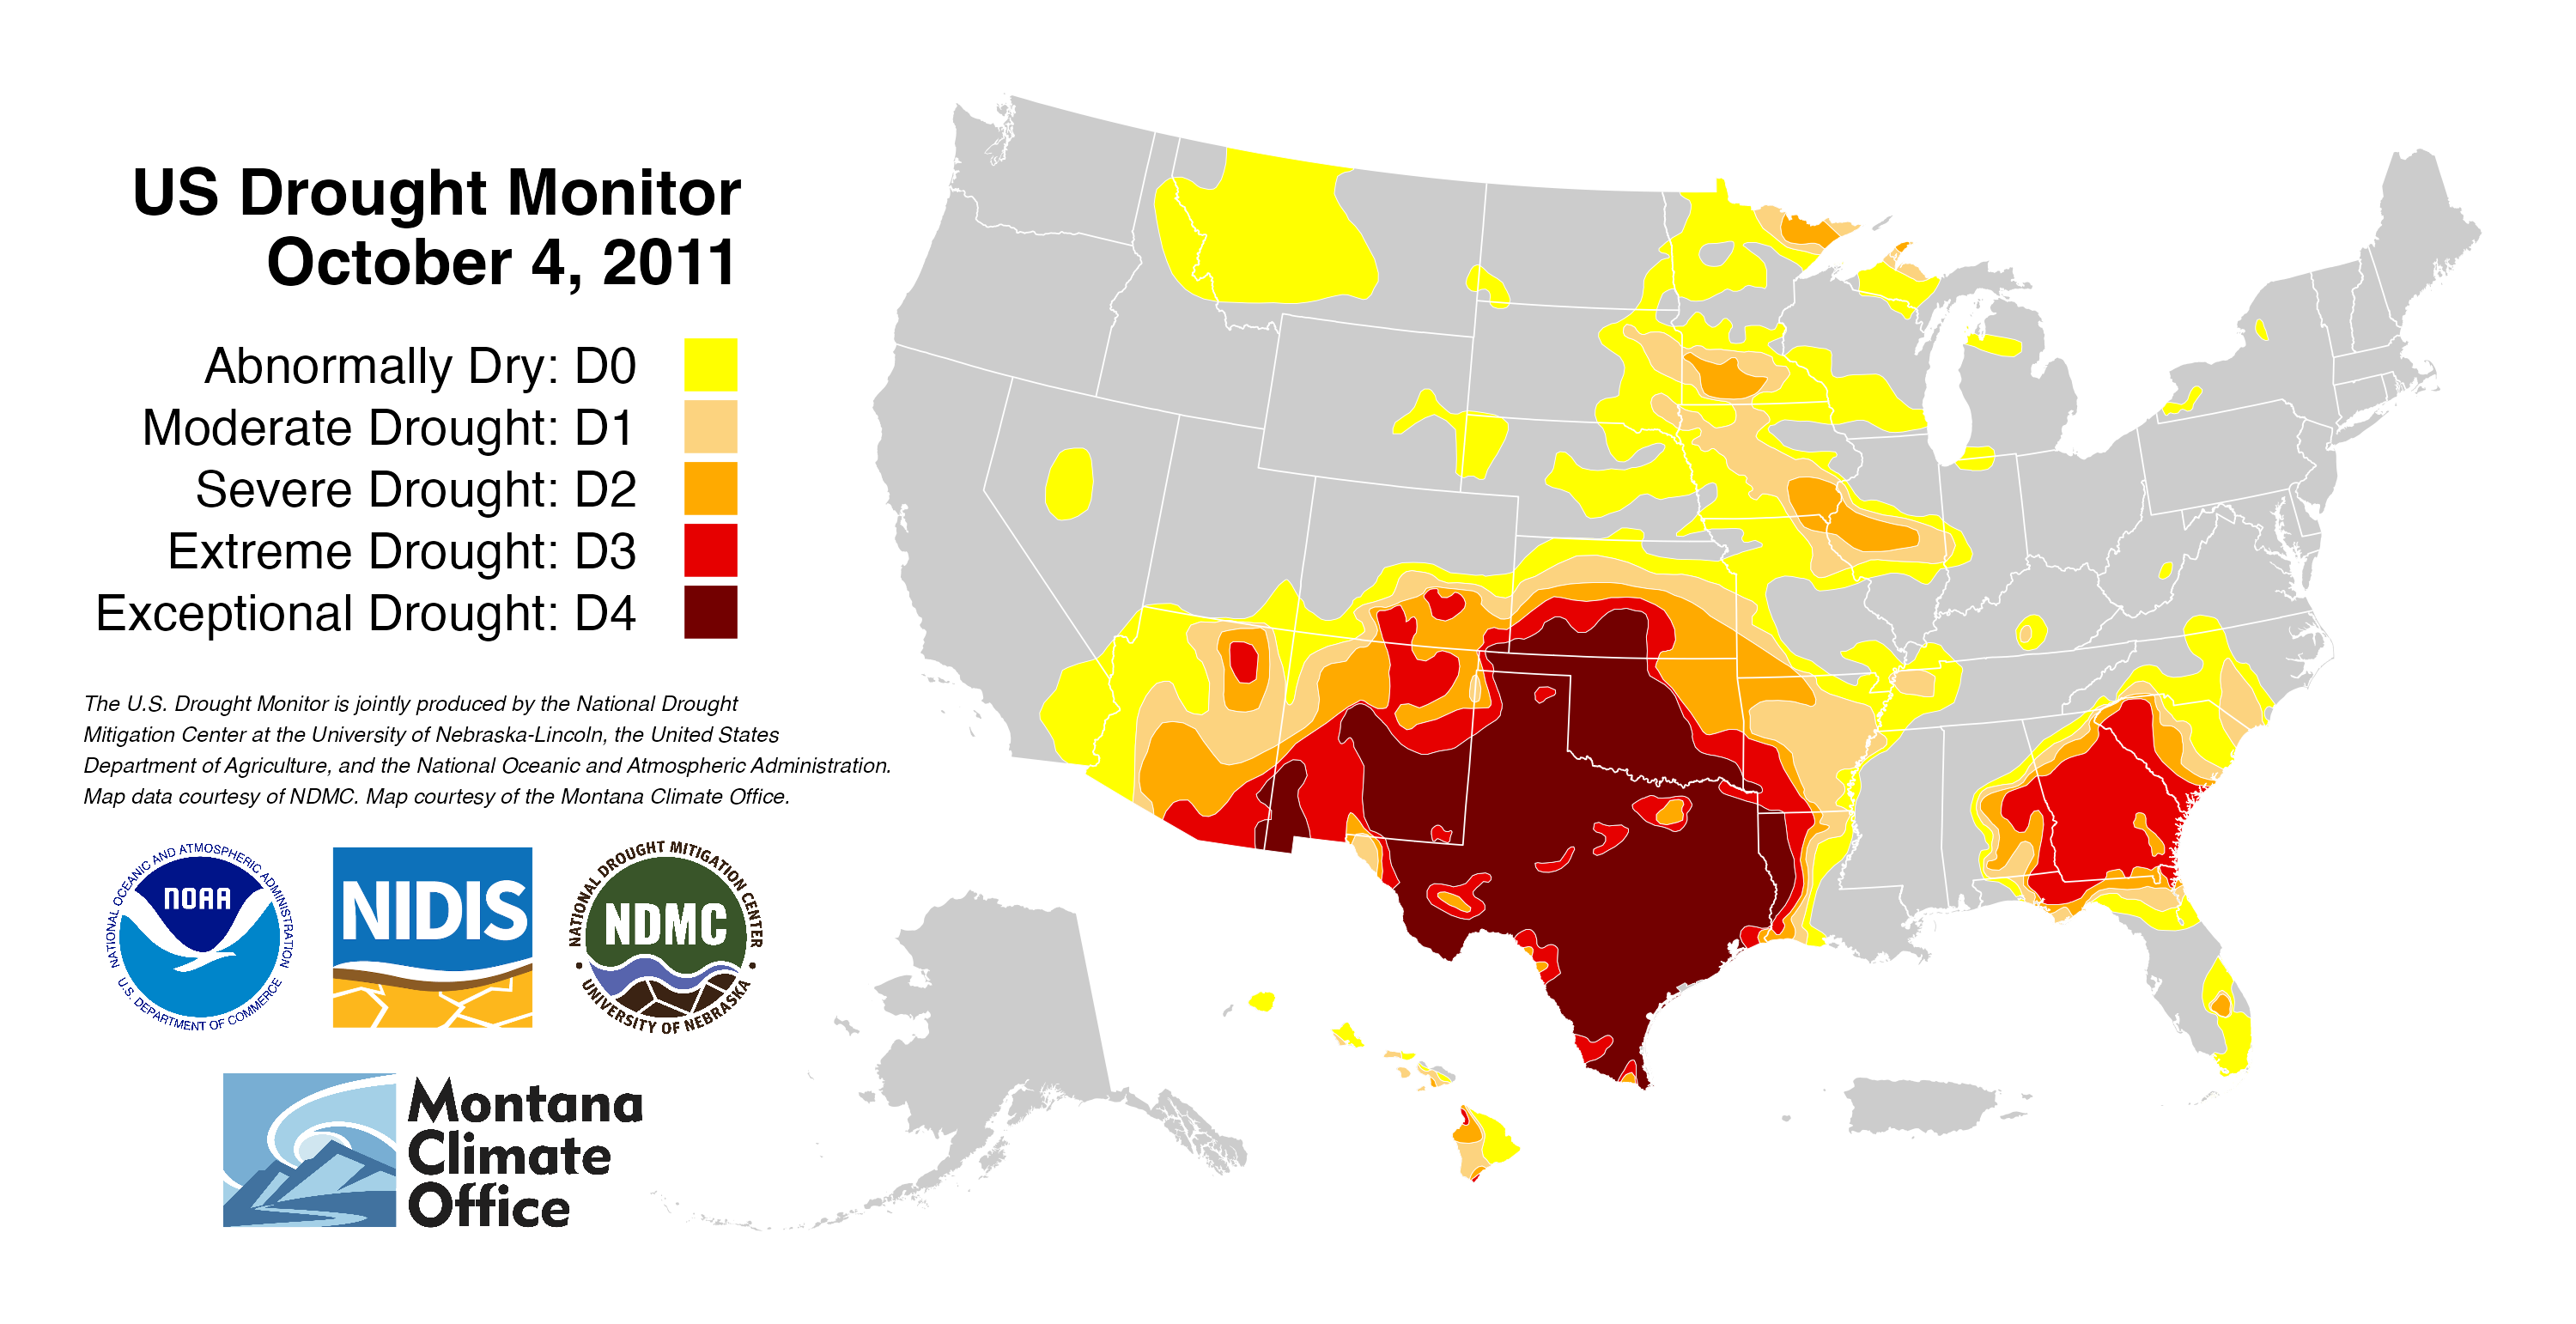 US Drought Monitor
October 4, 2011
Abnormally Dry: D0
Moderate Drought: D1
Severe Drought: D2
Extreme Drought: D3
Exceptional Drought: D4
The U.S. Drought Monitor is jointly produced by the National Drought
Mitigation Center at the University of Nebraska-Lincoln, the United States
Department of Agriculture, and the National Oceanic and Atmospheric Administration.
Map data courtesy of NDMC. Map courtesy of the Montana Climate Office.
NATIONAL OCEANIC AND ATMOSPHERIC ADMINISTRATION
NOAA
U.S. DEPARTMENT OF COMMERCE
NIDIS
NATIONAL DROUGHT MITIGATION CENTER
NDMC
UNIVERSITY OF NEBRASKA
Montana
Climate
Office